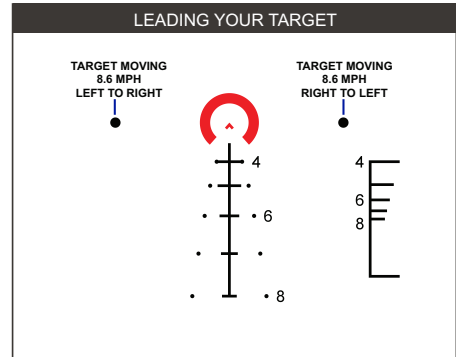 LEADING YOUR TARGET
TARGET MOVING
8.6 MPH
LEFT TO RIGHT
TARGET MOVING
8.6 MPH
RIGHT TO LEFT
4
6
8
4
6
8